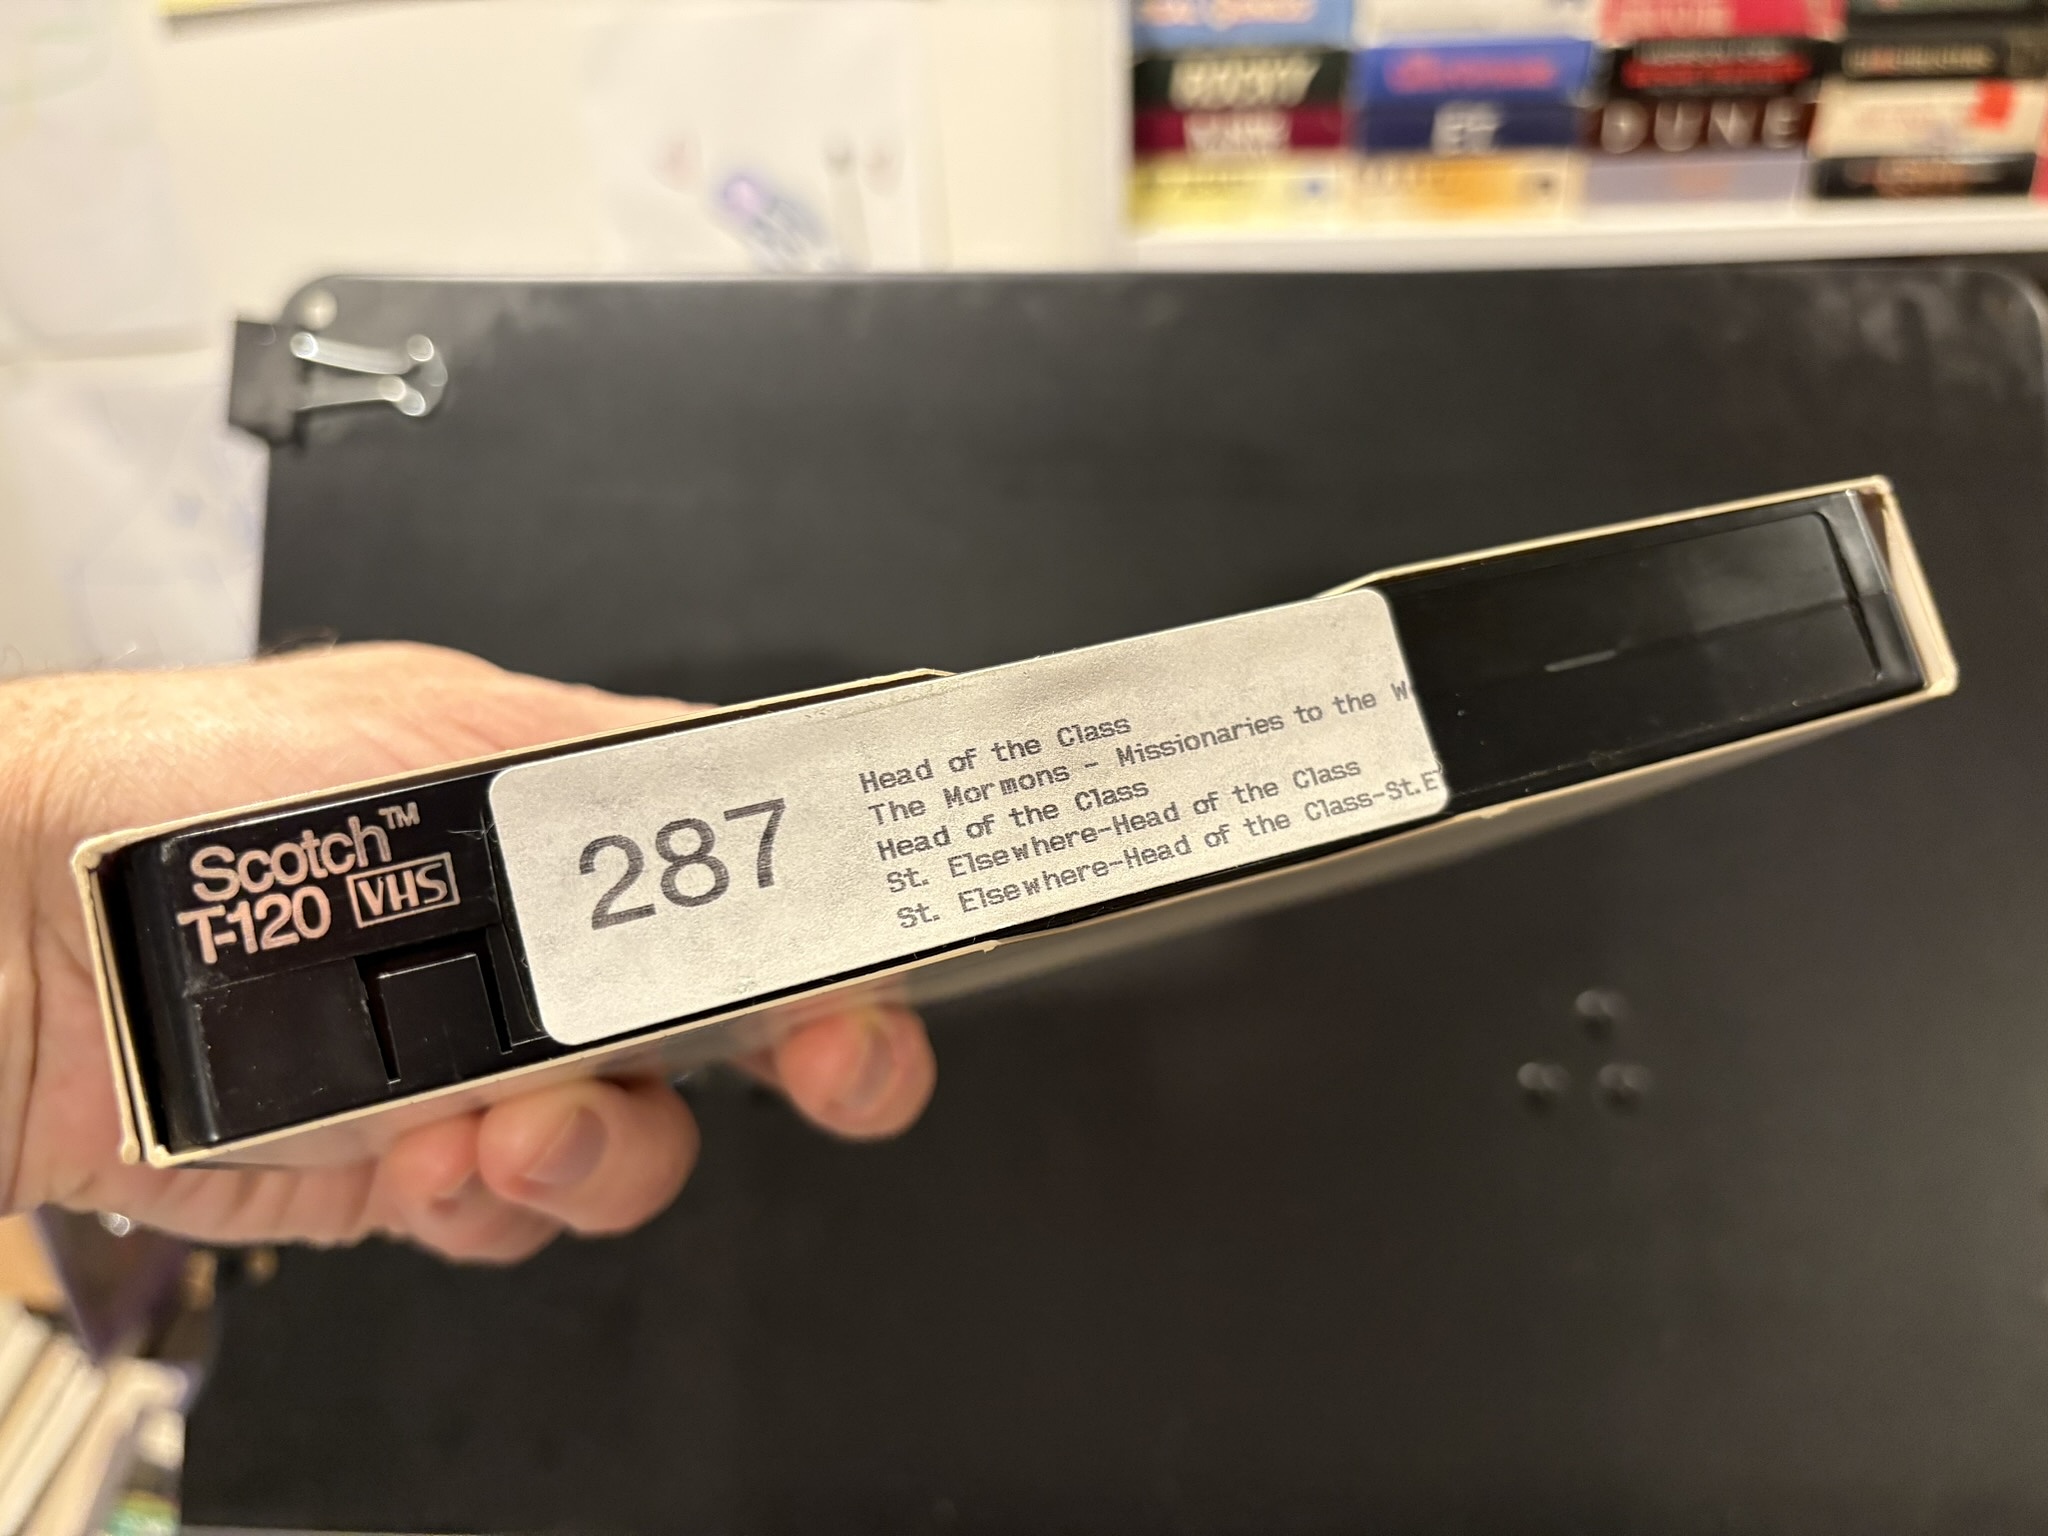 E.T.
DUNE
Scotch™
T-120 VHS
287
Head of the Class
The Mormons - Missionaries to the W
Head of the Class
St. Elsewhere-Head of the Class
St. Elsewhere-Head of the Class-St.E